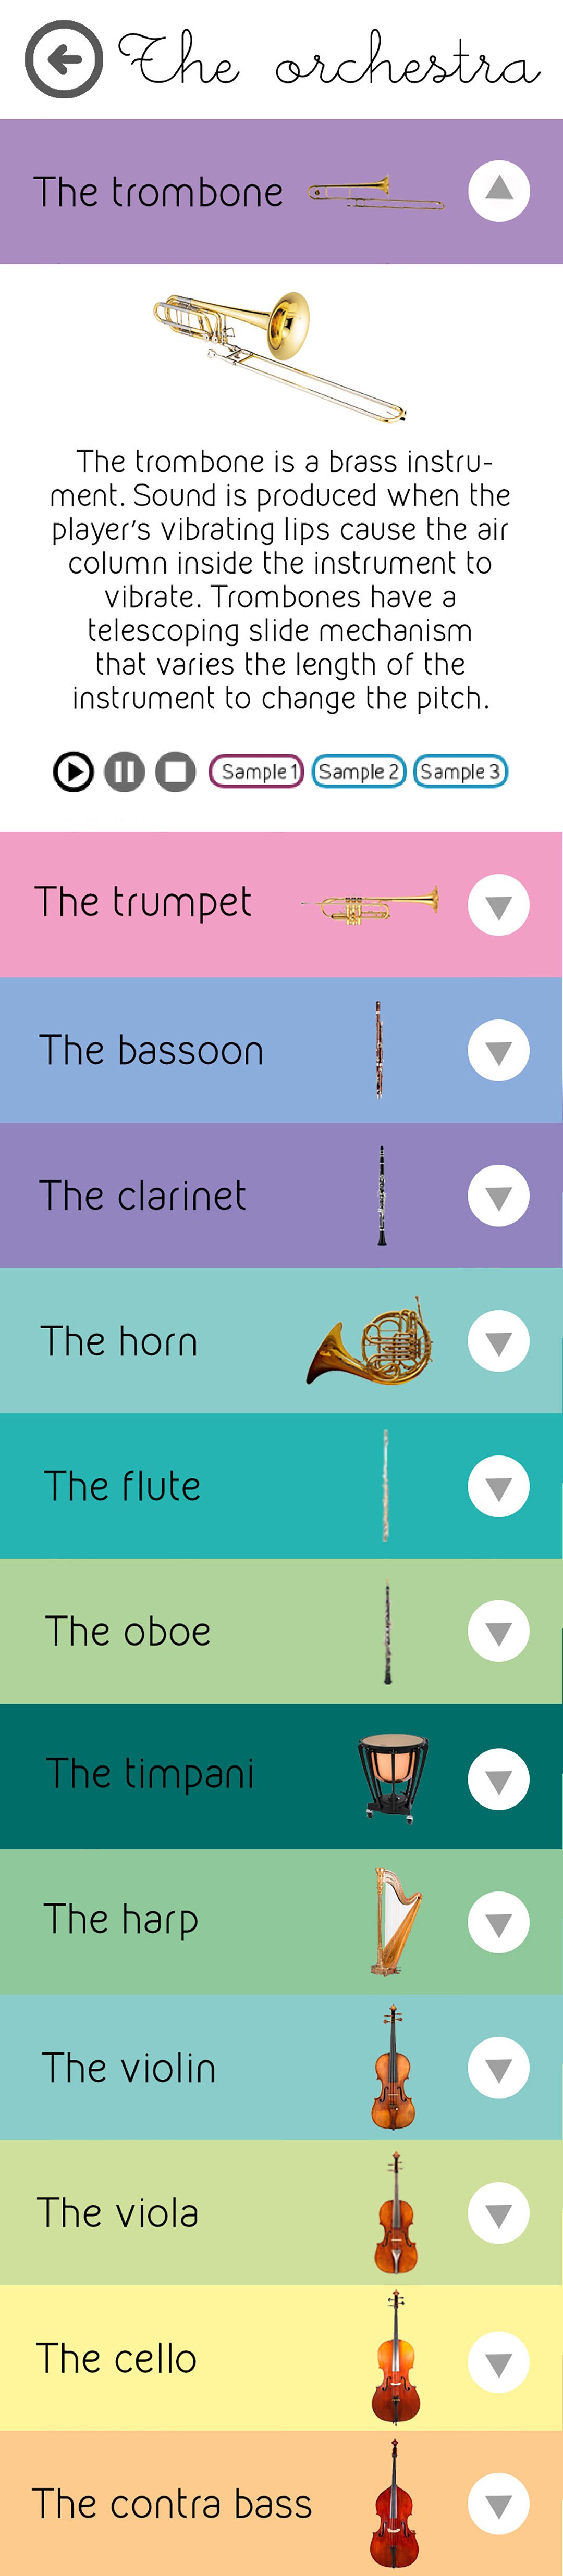 The orchestra
The trombone
The trombone is a brass instru-
ment. Sound is produced when the
player's vibrating lips cause the air
column inside the instrument to
vibrate. Trombones have a
telescoping slide mechanism
that varies the length of the
instrument to change the pitch.
Sample 1 Sample 2 Sample 3
The trumpet
The bassoon
The clarinet
The horn
The flute
The oboe
The timpani
The harp
The violin
The viola
The cello
The contra bass